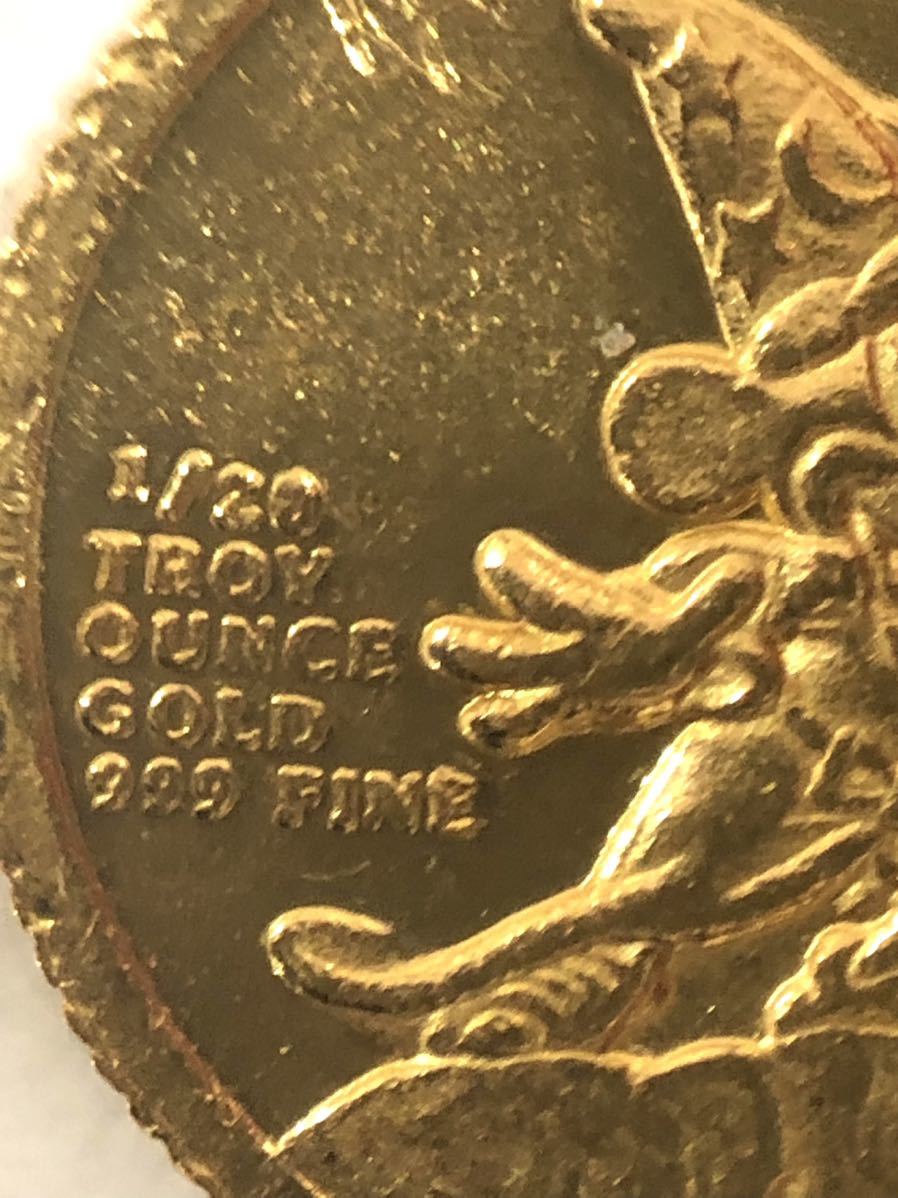 1/20
TROY
OUNCE
GOLD
999 FINE